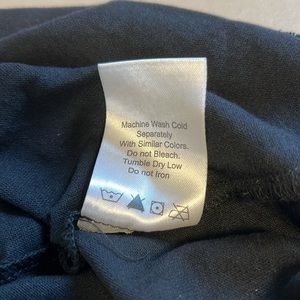 Machine Wash Cold
Separately
With Similar Colors.
Do not Bleach.
Tumble Dry Low
Do not Iron